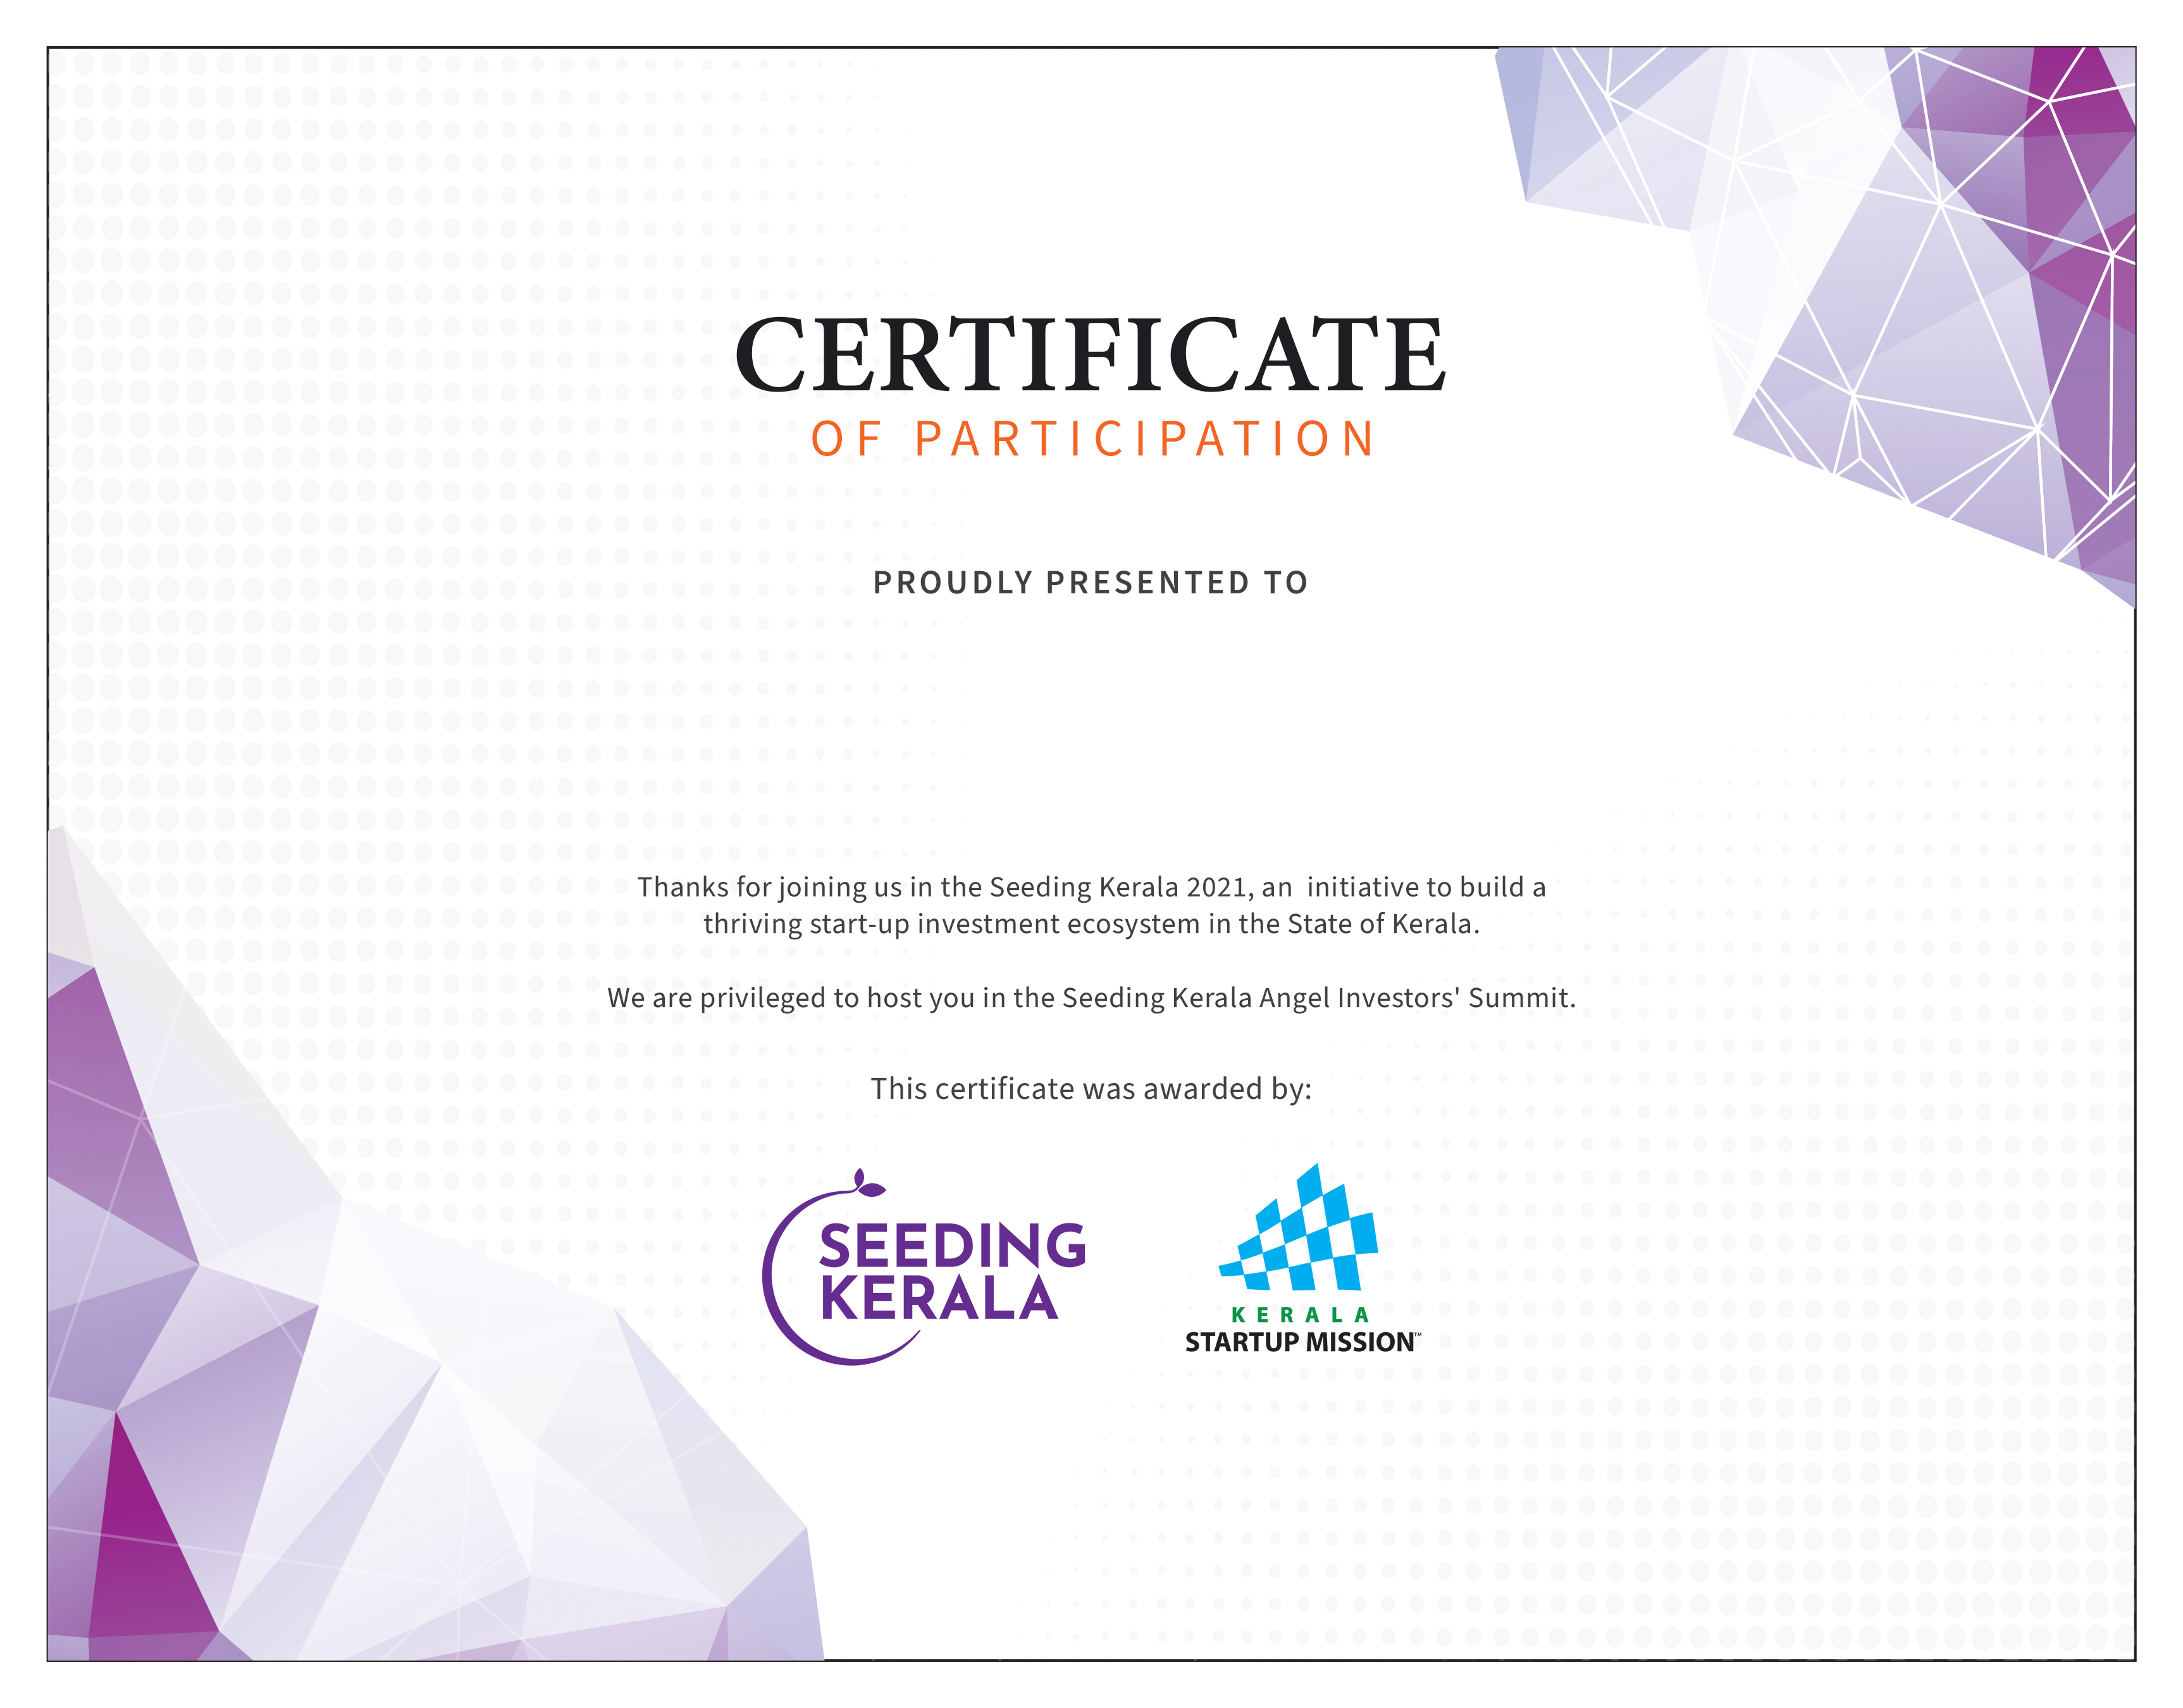 CERTIFICATE
OF PARTICIPATION
PROUDLY PRESENTED TO
Thanks for joining us in the Seeding Kerala 2021, an  initiative to build a
thriving start-up investment ecosystem in the State of Kerala.
We are privileged to host you in the Seeding Kerala Angel Investors' Summit.
This certificate was awarded by:
SEEDING
KERALA
KERALA
STARTUP MISSION™